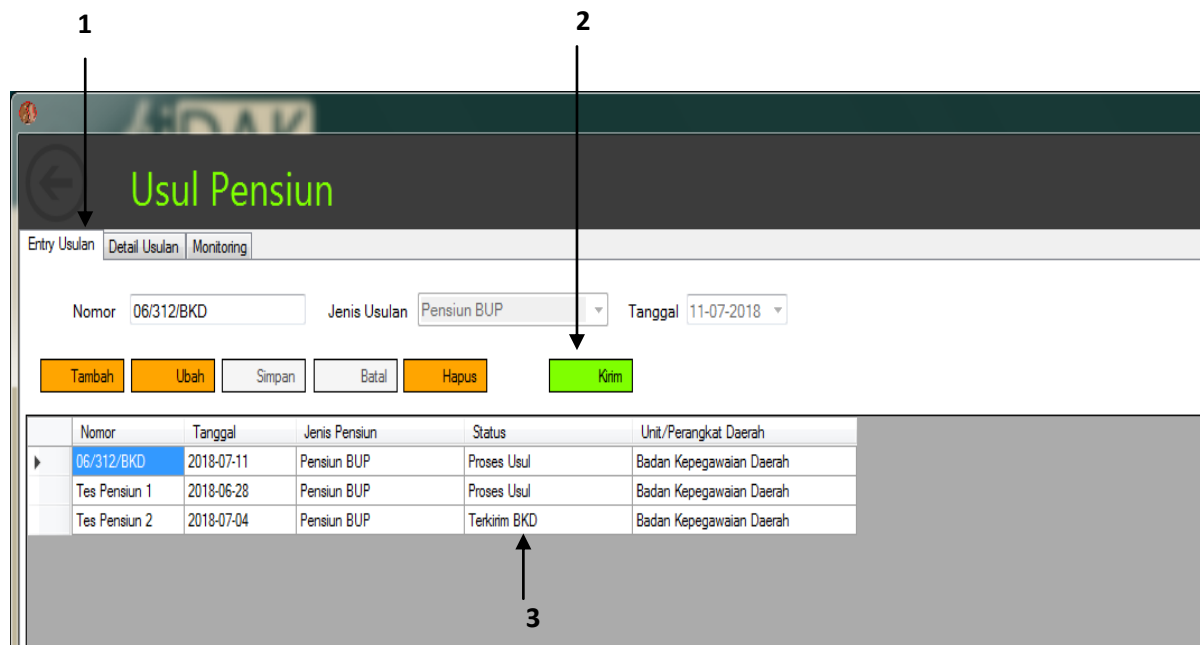 1 2
DAK
Usul Pensiun
Entry Usulan Detail Usulan Monitoring
Nomor 06/312/BKD Jenis Usulan Pensiun BUP Tanggal 11-07-2018
Tambah Ubah Simpan Batal Hapus Kirim
Nomor Tanggal Jenis Pensiun Status Unit/Perangkat Daerah
06/312/BKD 2018-07-11 Pensiun BUP Proses Usul Badan Kepegawaian Daerah
Tes Pensiun 1 2018-06-28 Pensiun BUP Proses Usul Badan Kepegawaian Daerah
Tes Pensiun 2 2018-07-04 Pensiun BUP Terkirim BKD Badan Kepegawaian Daerah
3